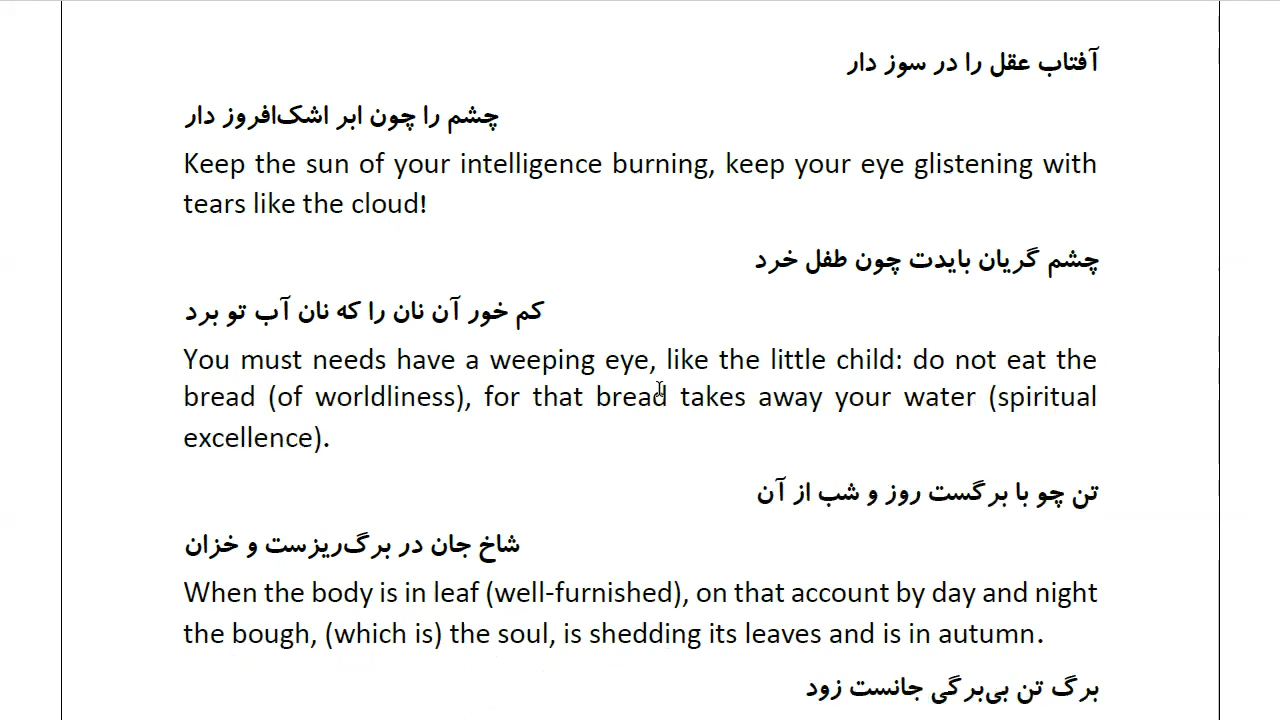 آفتاب عقل را در سوز دار
چشم را چون ابر اشک‌افروز دار
Keep the sun of your intelligence burning, keep your eye glistening with
tears like the cloud!
چشم گریان بایدت چون طفل خرد
کم خور آن نان را که نان آب تو برد
You must needs have a weeping eye, like the little child: do not eat the
bread (of worldliness), for that bread takes away your water (spiritual
excellence).
تن چو با برگست روز و شب از آن
شاخ جان در برگ‌ریزست و خزان
When the body is in leaf (well-furnished), on that account by day and night
the bough, (which is) the soul, is shedding its leaves and is in autumn.
برگ تن بی‌برگی جانست زود